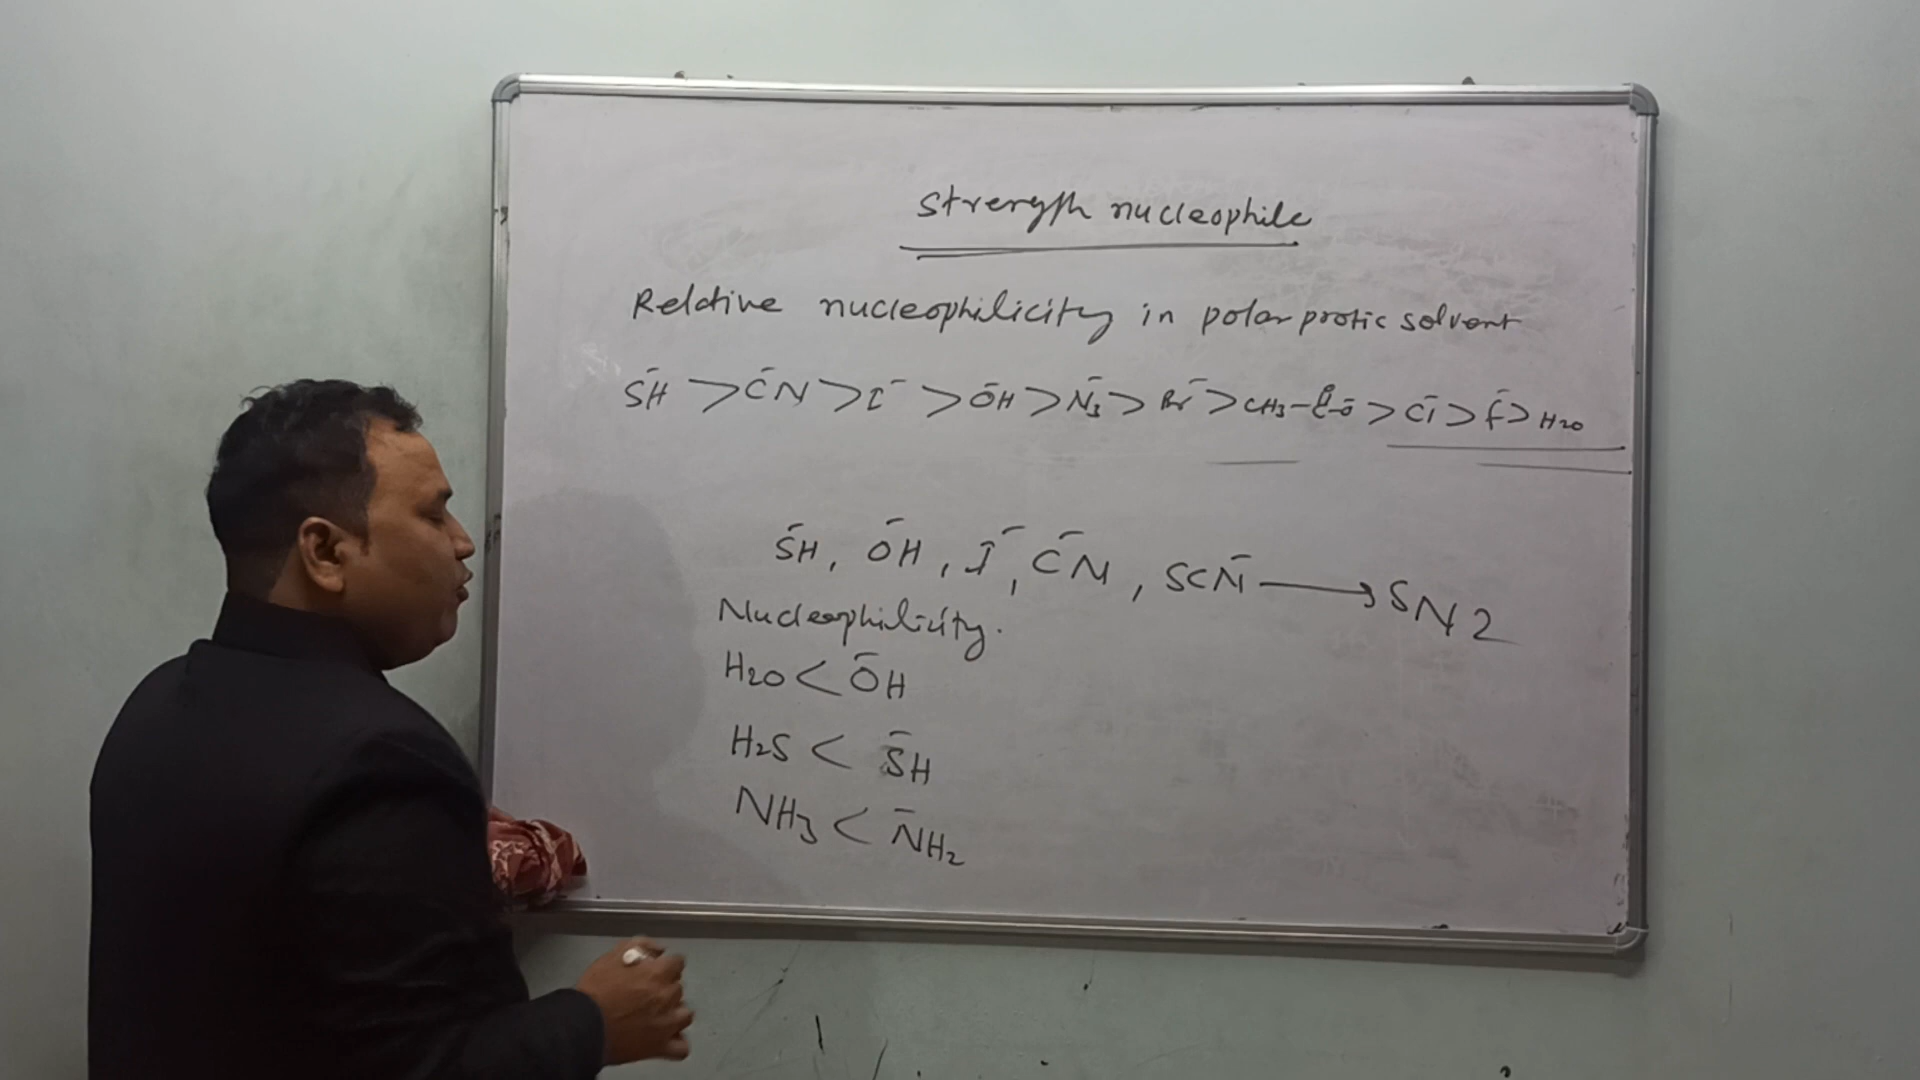 Strength nucleophile
Relative nucleophilicity in polar protic solvent
S̄H > C̄N > I⁻ > ŌH > N̄₃ > Br⁻ > CH₃-C(=O)-Ō > Cl⁻ > F̄ > H₂O
S̄H, ŌH, I⁻, C̄N, SCN̄ → SN2
Nucleophilicity.
H₂O < ŌH
H₂S < S̄H
NH₃ < N̄H₂